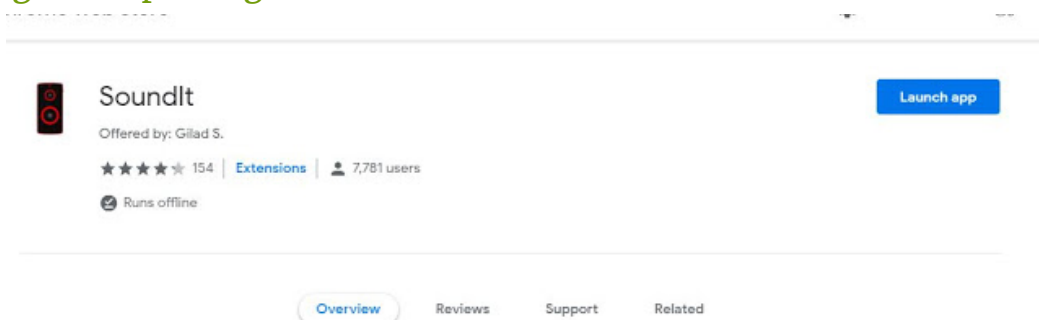 SoundIt
Launch app
Offered by: Gilad S.
154 | Extensions | 7,781 users
Runs offline
Overview Reviews Support Related